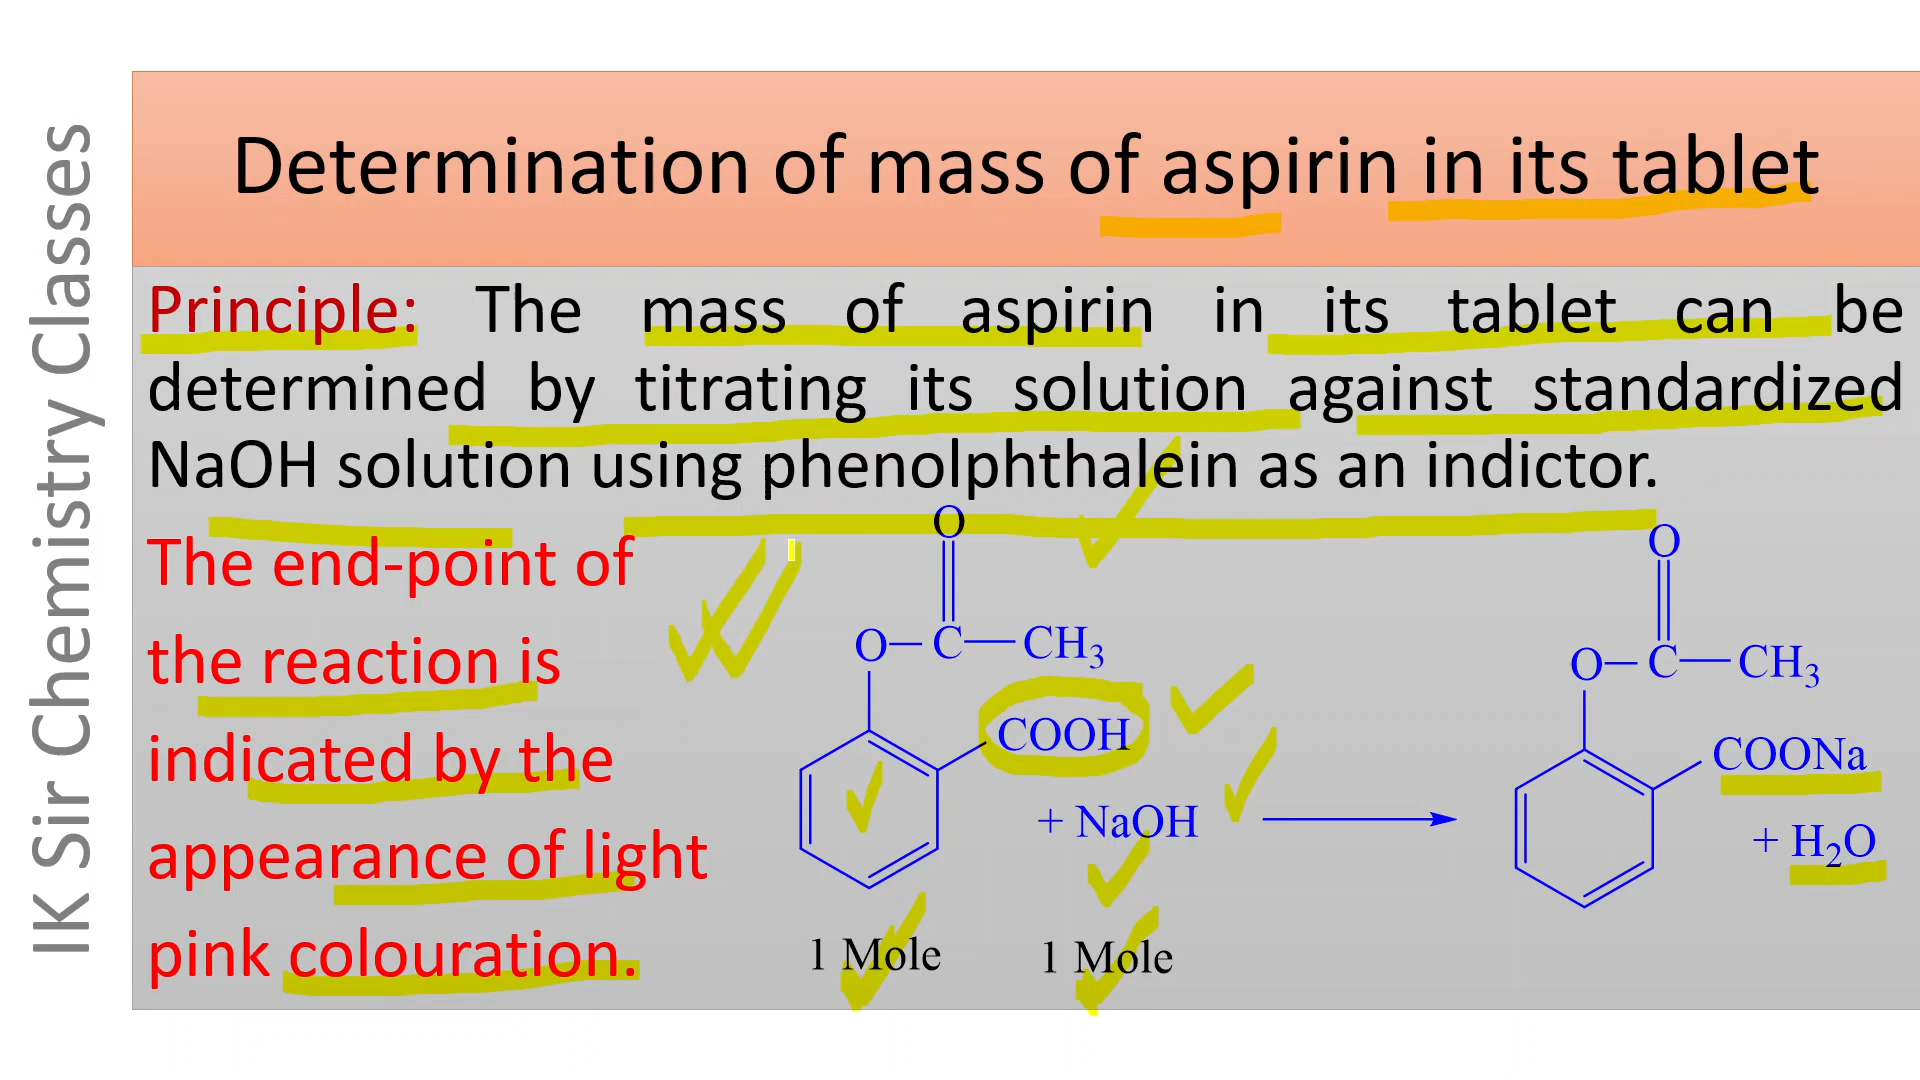 IK Sir Chemistry Classes
Determination of mass of aspirin in its tablet
Principle: The mass of aspirin in its tablet can be
determined by titrating its solution against standardized
NaOH solution using phenolphthalein as an indictor.
The end-point of
the reaction is
indicated by the
appearance of light
pink colouration.
O
O C CH₃
COOH
+ NaOH
1 Mole 1 Mole
O
O C CH₃
COONa
+ H₂O